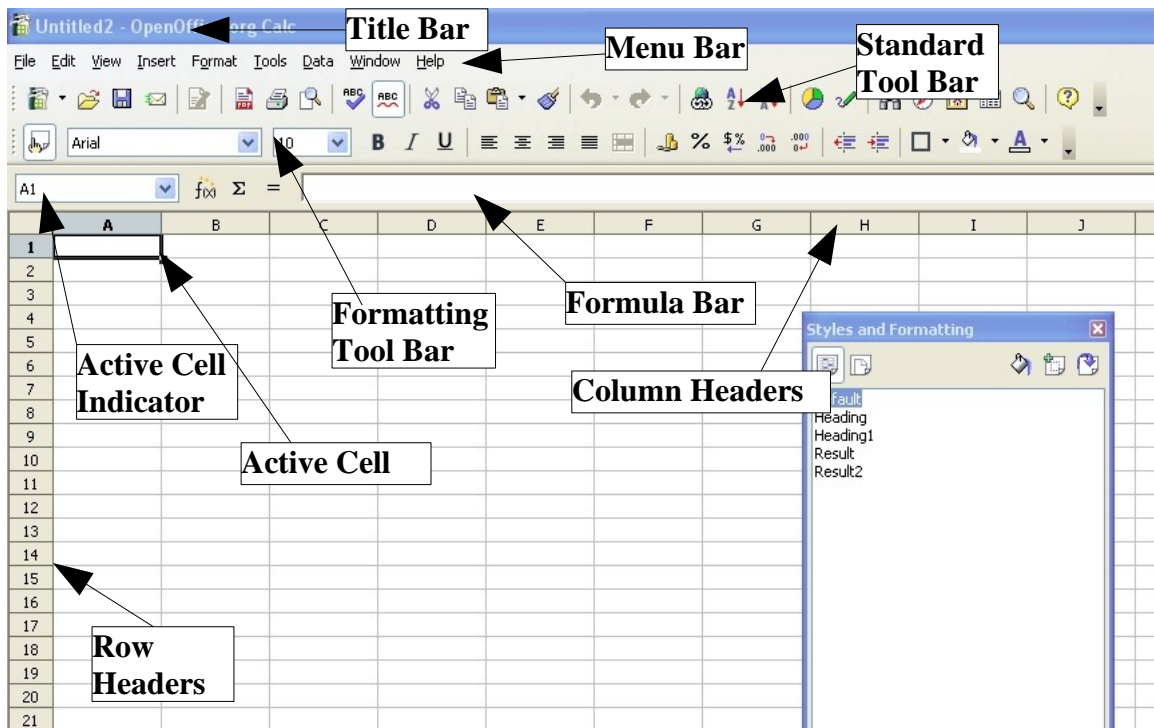 Untitled2 - OpenOffice.org Calc
Title Bar
Menu Bar
Standard
Tool Bar
File Edit View Insert Format Tools Data Window Help
ABC ABC
Arial 10 B I U
A1 f(x) Σ =
A B C D E F G H I J
1
2
3
4
5
6
7
8
9
10
11
12
13
14
15
16
17
18
19
20
21
Formatting
Tool Bar
Formula Bar
Active Cell
Indicator
Column Headers
Active Cell
Row
Headers
Styles and Formatting
Default
Heading
Heading1
Result
Result2